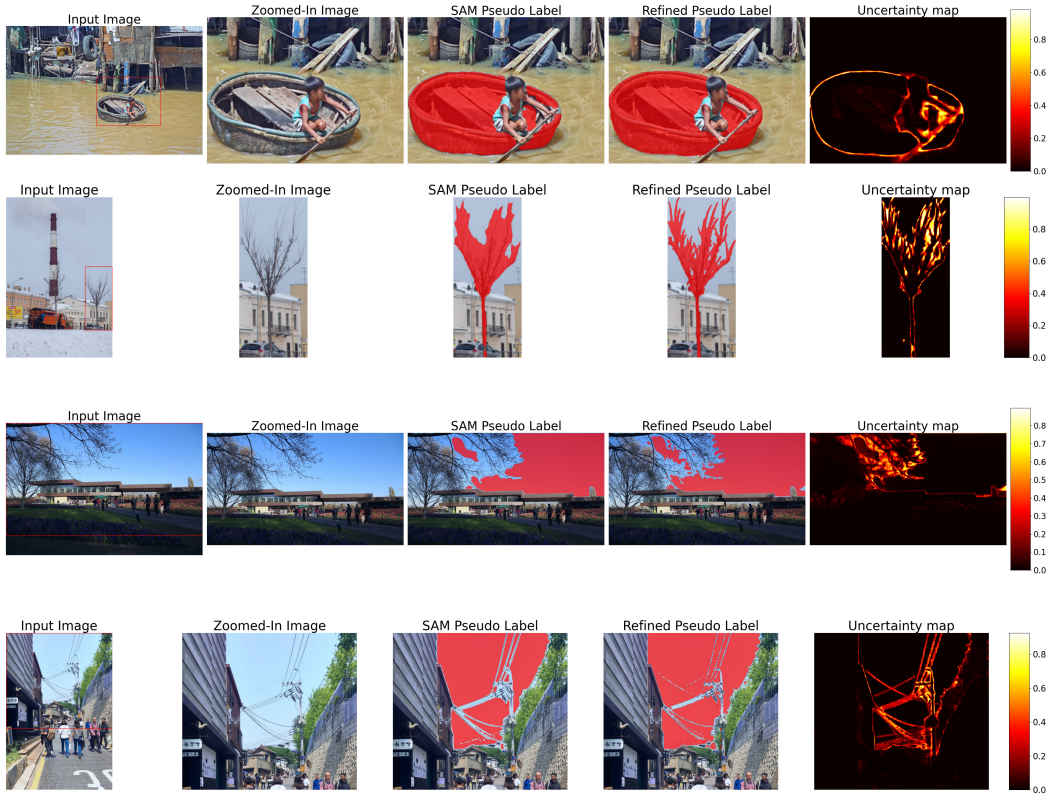 Input Image
Zoomed-In Image
SAM Pseudo Label
Refined Pseudo Label
Uncertainty map
0.8
0.6
0.4
0.2
0.0
Input Image
Zoomed-In Image
SAM Pseudo Label
Refined Pseudo Label
Uncertainty map
0.8
0.6
0.4
0.2
0.0
Input Image
Zoomed-In Image
SAM Pseudo Label
Refined Pseudo Label
Uncertainty map
0.8
0.7
0.6
0.5
0.4
0.3
0.2
0.1
0.0
Input Image
Zoomed-In Image
SAM Pseudo Label
Refined Pseudo Label
Uncertainty map
0.8
0.6
0.4
0.2
0.0